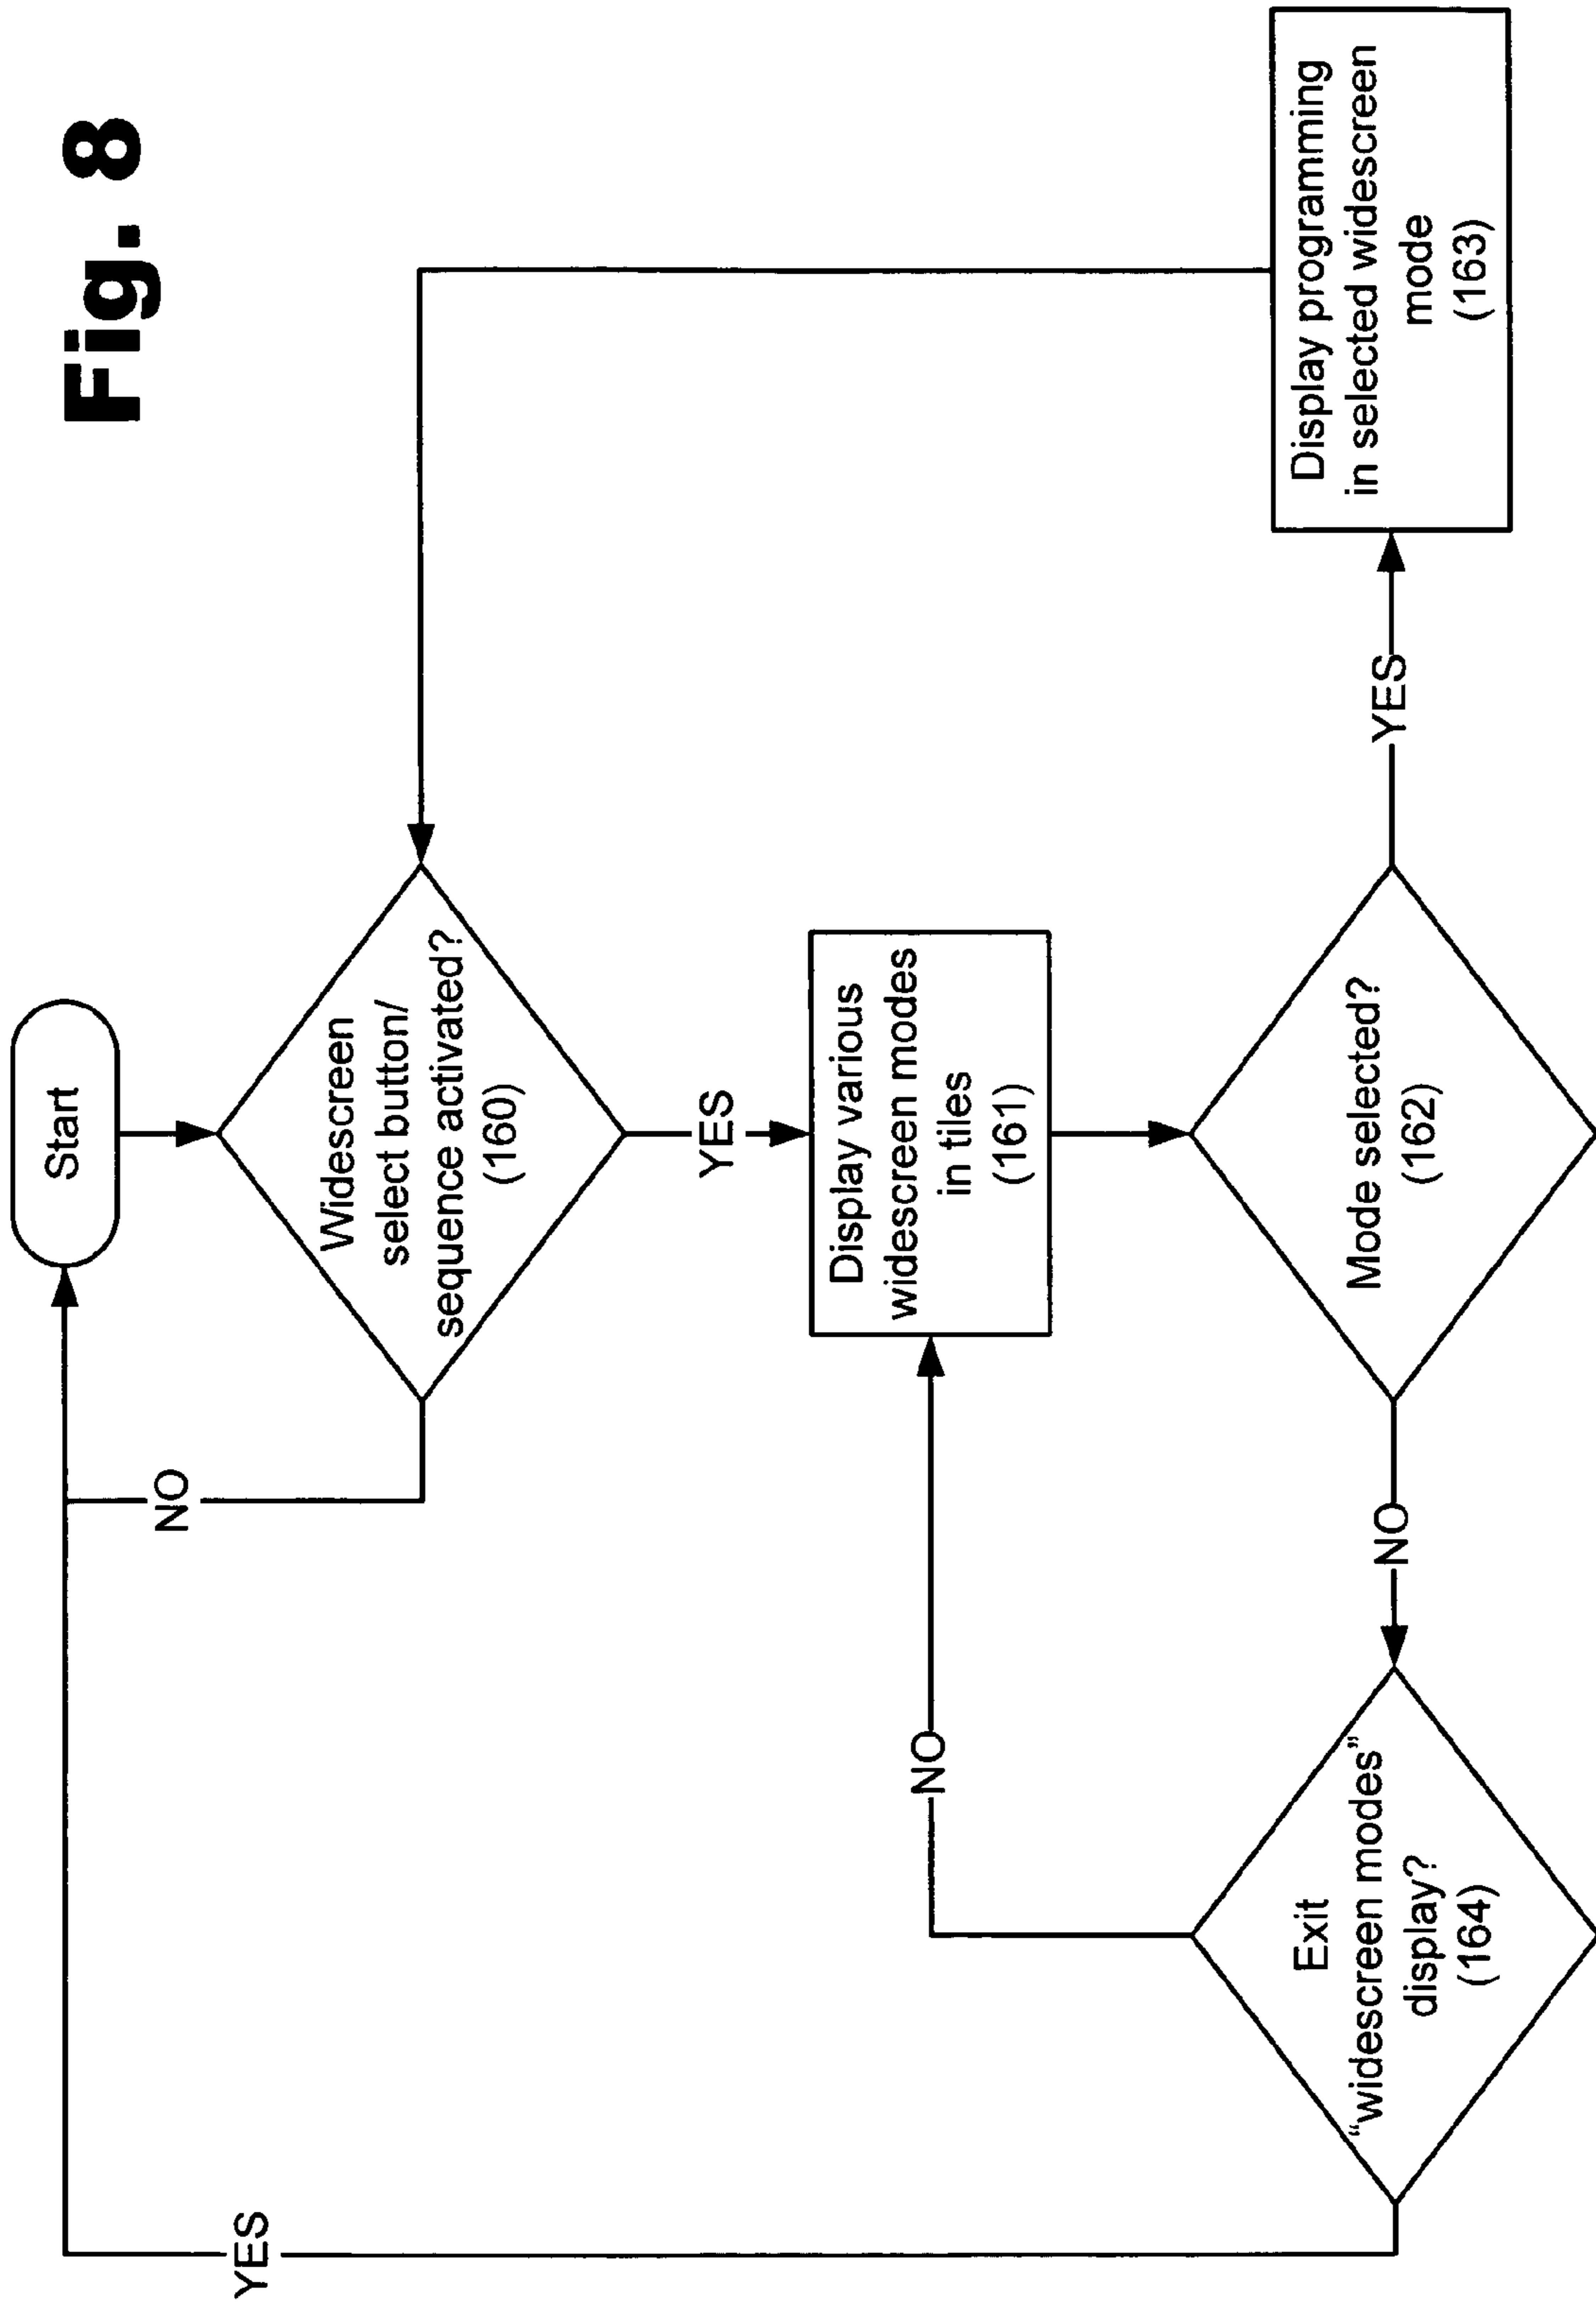 Fig. 8
Start
Widescreen
select button/
sequence activated?
(160)
NO
YES
Display various
widescreen modes
in tiles
(161)
Mode selected?
(162)
YES
Display programming
in selected widescreen
mode
(163)
NO
Exit
"widescreen modes"
display?
(164)
NO
YES